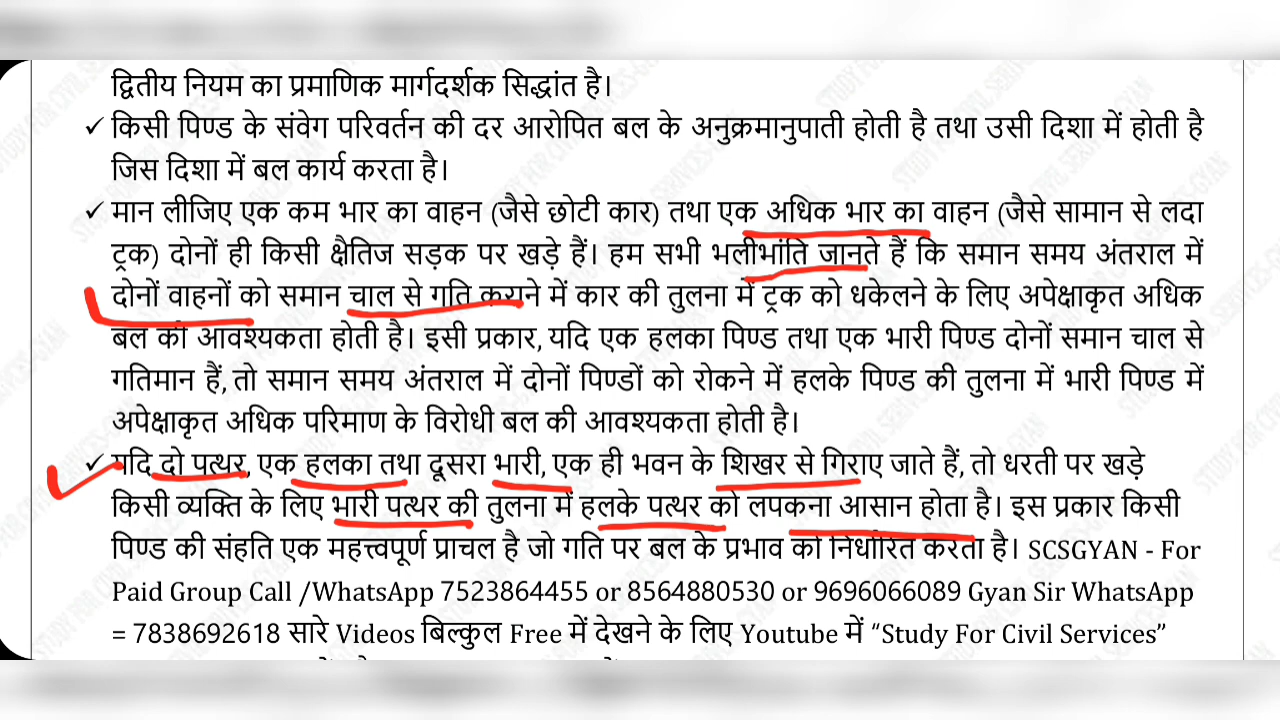 द्वितीय नियम का प्रमाणिक मार्गदर्शक सिद्धांत है।
✓ किसी पिण्ड के संवेग परिवर्तन की दर आरोपित बल के अनुक्रमानुपाती होती है तथा उसी दिशा में होती है
जिस दिशा में बल कार्य करता है।
✓ मान लीजिए एक कम भार का वाहन (जैसे छोटी कार) तथा एक अधिक भार का वाहन (जैसे सामान से लदा
ट्रक) दोनों ही किसी क्षैतिज सड़क पर खड़े हैं। हम सभी भलीभांति जानते हैं कि समान समय अंतराल में
दोनों वाहनों को समान चाल से गति कराने में कार की तुलना में ट्रक को धकेलने के लिए अपेक्षाकृत अधिक
बल की आवश्यकता होती है। इसी प्रकार, यदि एक हलका पिण्ड तथा एक भारी पिण्ड दोनों समान चाल से
गतिमान हैं, तो समान समय अंतराल में दोनों पिण्डों को रोकने में हलके पिण्ड की तुलना में भारी पिण्ड में
अपेक्षाकृत अधिक परिमाण के विरोधी बल की आवश्यकता होती है।
✓ यदि दो पत्थर, एक हलका तथा दूसरा भारी, एक ही भवन के शिखर से गिराए जाते हैं, तो धरती पर खड़े
किसी व्यक्ति के लिए भारी पत्थर की तुलना में हलके पत्थर को लपकना आसान होता है। इस प्रकार किसी
पिण्ड की संहति एक महत्त्वपूर्ण प्राचल है जो गति पर बल के प्रभाव को निर्धारित करता है। SCSGYAN - For
Paid Group Call /WhatsApp 7523864455 or 8564880530 or 9696066089 Gyan Sir WhatsApp
= 7838692618 सारे Videos बिल्कुल Free में देखने के लिए Youtube में “Study For Civil Services”